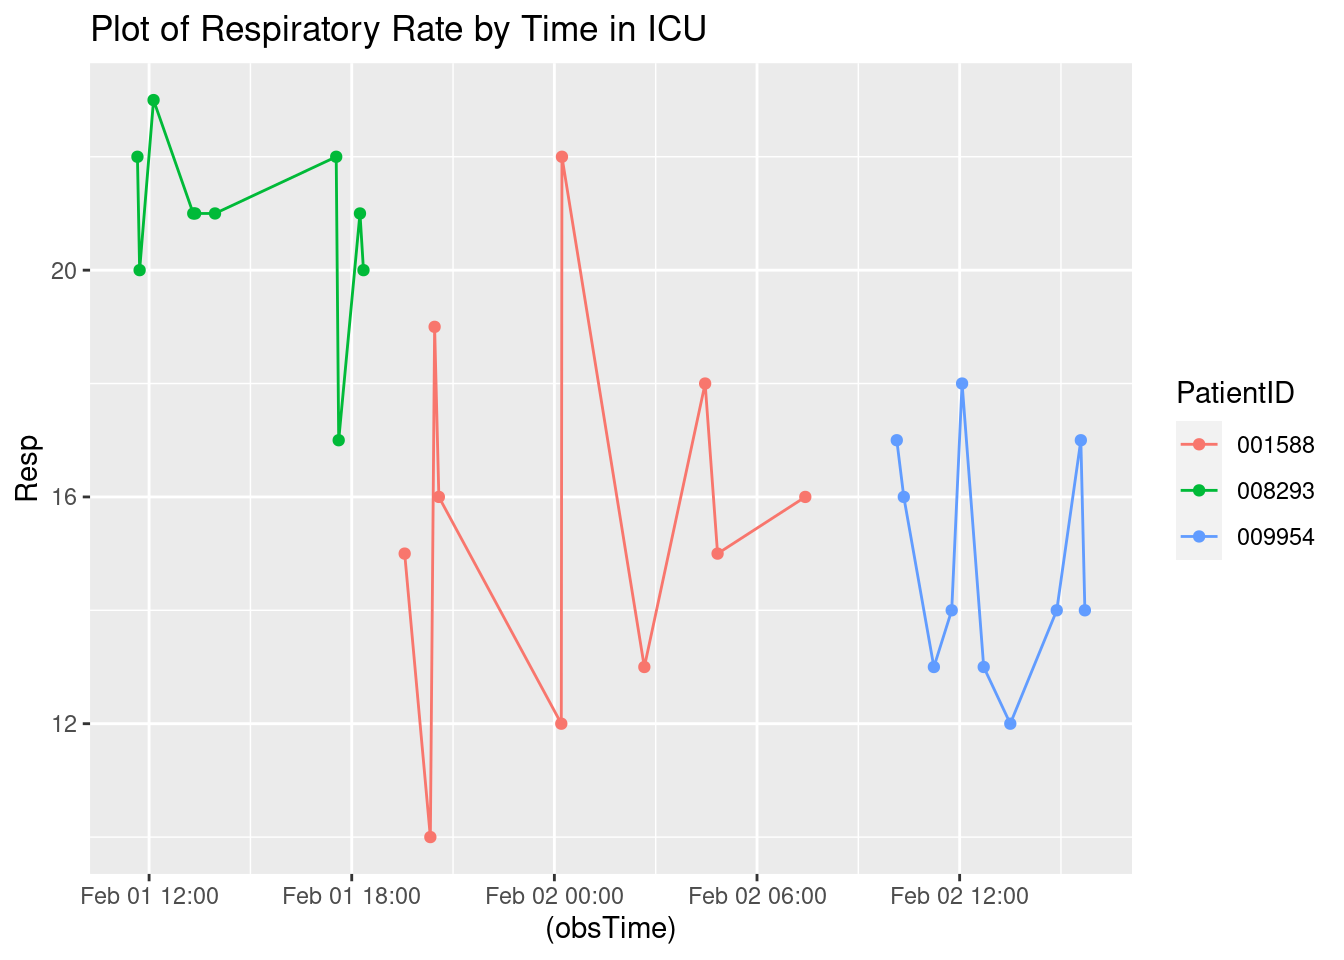 Plot of Respiratory Rate by Time in ICU
Resp
20
16
12
Feb 01 12:00
Feb 01 18:00
Feb 02 00:00
Feb 02 06:00
Feb 02 12:00
(obsTime)
PatientID
001588
008293
009954